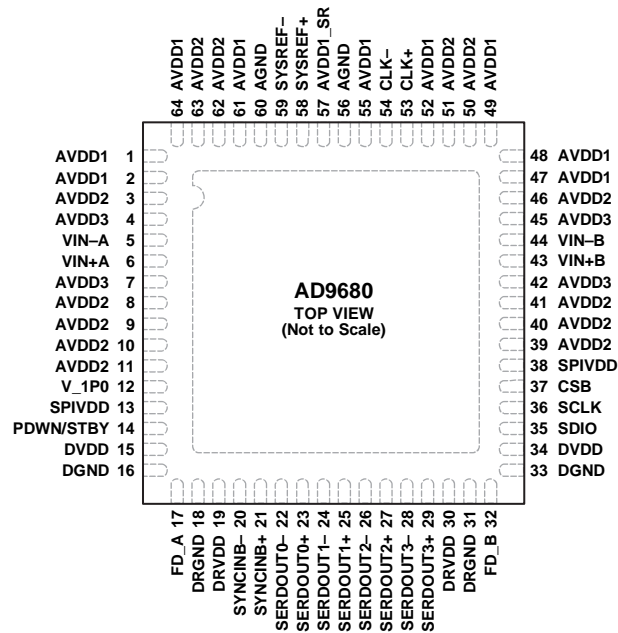 64 AVDD1
63 AVDD2
62 AVDD2
61 AVDD1
60 AGND
59 SYSREF–
58 SYSREF+
57 AVDD1_SR
56 AGND
55 AVDD1
54 CLK–
53 CLK+
52 AVDD1
51 AVDD2
50 AVDD2
49 AVDD1
AVDD1 1
AVDD1 2
AVDD2 3
AVDD3 4
VIN–A 5
VIN+A 6
AVDD3 7
AVDD2 8
AVDD2 9
AVDD2 10
AVDD2 11
V_1P0 12
SPIVDD 13
PDWN/STBY 14
DVDD 15
DGND 16
AD9680
TOP VIEW
(Not to Scale)
48 AVDD1
47 AVDD1
46 AVDD2
45 AVDD3
44 VIN–B
43 VIN+B
42 AVDD3
41 AVDD2
40 AVDD2
39 AVDD2
38 SPIVDD
37 CSB
36 SCLK
35 SDIO
34 DVDD
33 DGND
FD_A 17
DRGND 18
DRVDD 19
SYNCINB– 20
SYNCINB+ 21
SERDOUT0– 22
SERDOUT0+ 23
SERDOUT1– 24
SERDOUT1+ 25
SERDOUT2– 26
SERDOUT2+ 27
SERDOUT3– 28
SERDOUT3+ 29
DRVDD 30
DRGND 31
FD_B 32